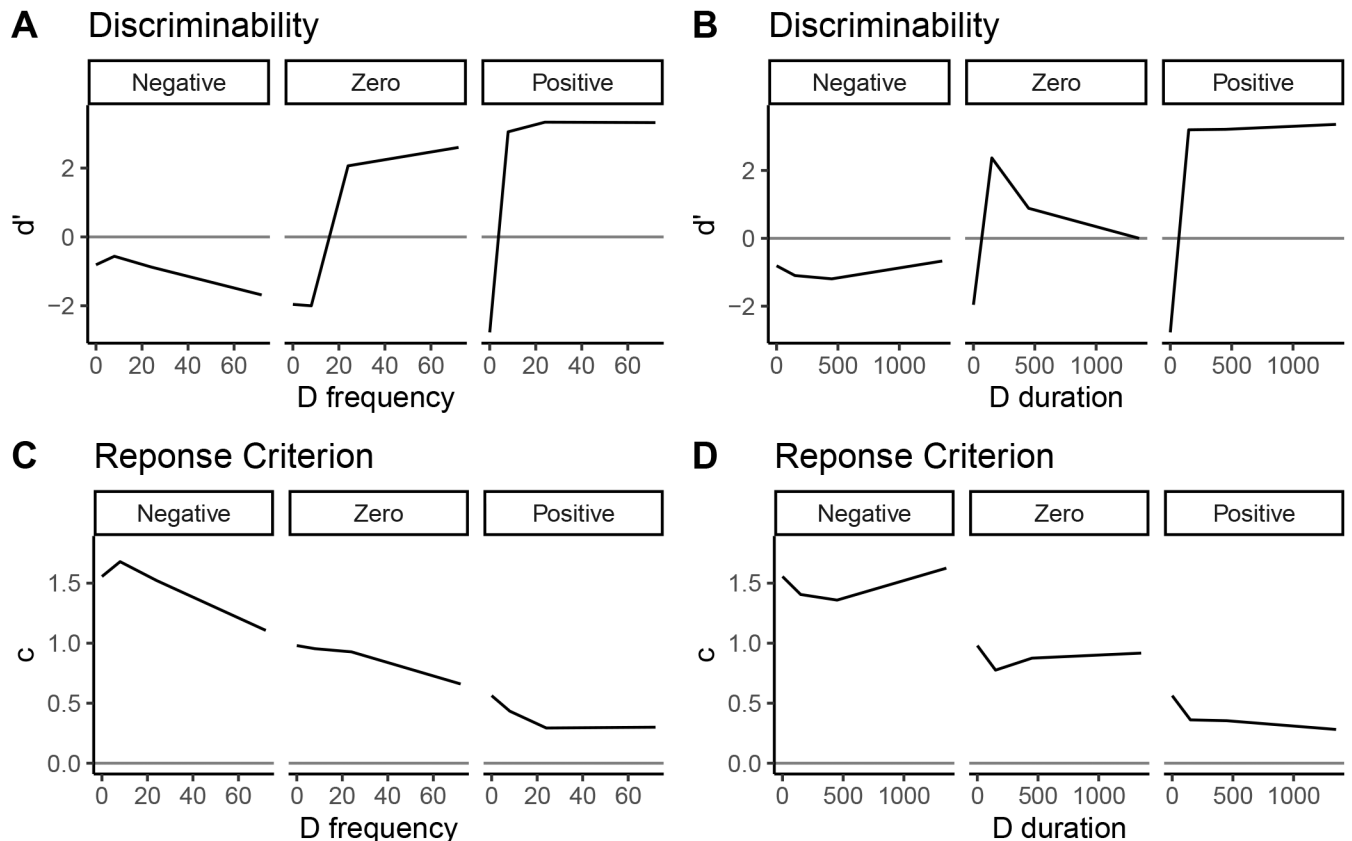 A Discriminability
Negative Zero Positive
2
0
−2
d'
0 20 40 60 0 20 40 60 0 20 40 60
D frequency
B Discriminability
Negative Zero Positive
2
0
−2
d'
0 500 1000 0 500 1000 0 500 1000
D duration
C Reponse Criterion
Negative Zero Positive
1.5
1.0
0.5
0.0
c
0 20 40 60 0 20 40 60 0 20 40 60
D frequency
D Reponse Criterion
Negative Zero Positive
1.5
1.0
0.5
0.0
c
0 500 1000 0 500 1000 0 500 1000
D duration